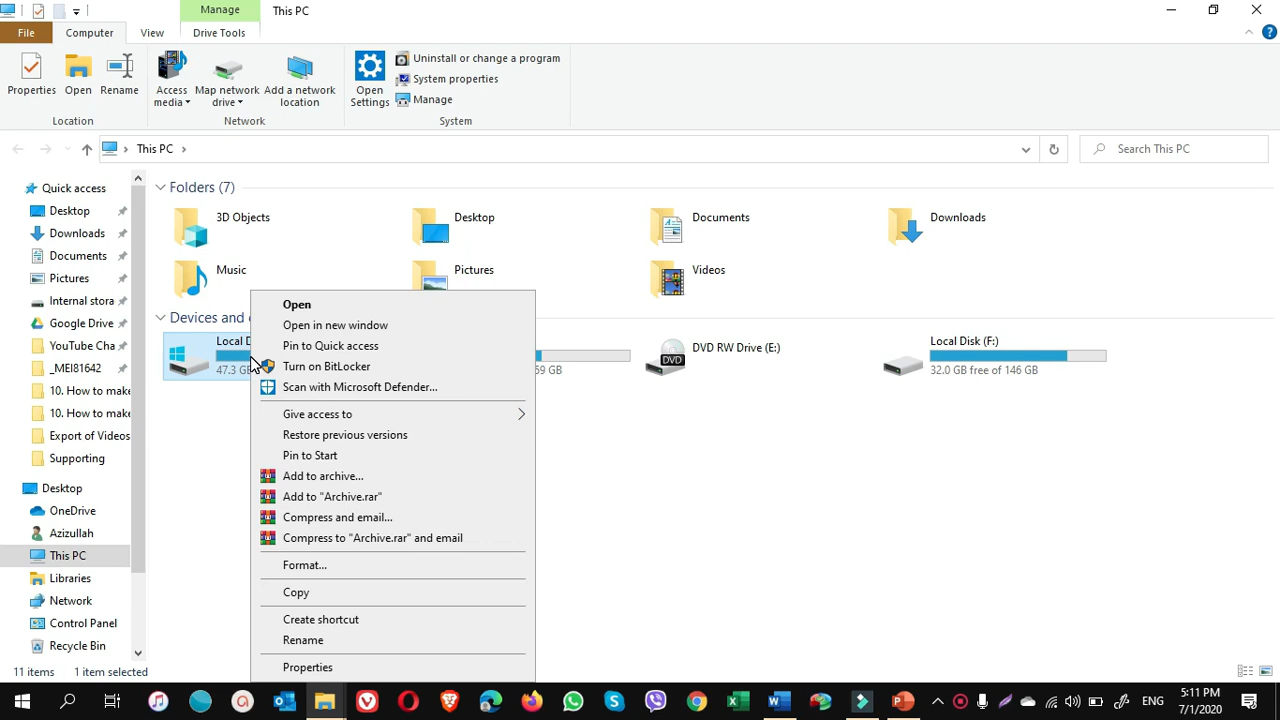 Manage
This PC
File
Computer
View
Drive Tools
Properties
Open
Rename
Access media
Map network drive
Add a network location
Open Settings
Uninstall or change a program
System properties
Manage
Location
Network
System
This PC
Search This PC
Quick access
Desktop
Downloads
Documents
Pictures
Internal stora
Google Drive
YouTube Cha
_MEI81642
10. How to make
10. How to make
Export of Videos
Supporting
Desktop
OneDrive
Azizullah
This PC
Libraries
Network
Control Panel
Recycle Bin
Folders (7)
3D Objects
Desktop
Documents
Downloads
Music
Pictures
Videos
Devices and
Local D
47.3 GB
69 GB
DVD RW Drive (E:)
DVD
Local Disk (F:)
32.0 GB free of 146 GB
Open
Open in new window
Pin to Quick access
Turn on BitLocker
Scan with Microsoft Defender...
Give access to
Restore previous versions
Pin to Start
Add to archive...
Add to "Archive.rar"
Compress and email...
Compress to "Archive.rar" and email
Format...
Copy
Create shortcut
Rename
Properties
11 items
1 item selected
ENG
5:11 PM
7/1/2020